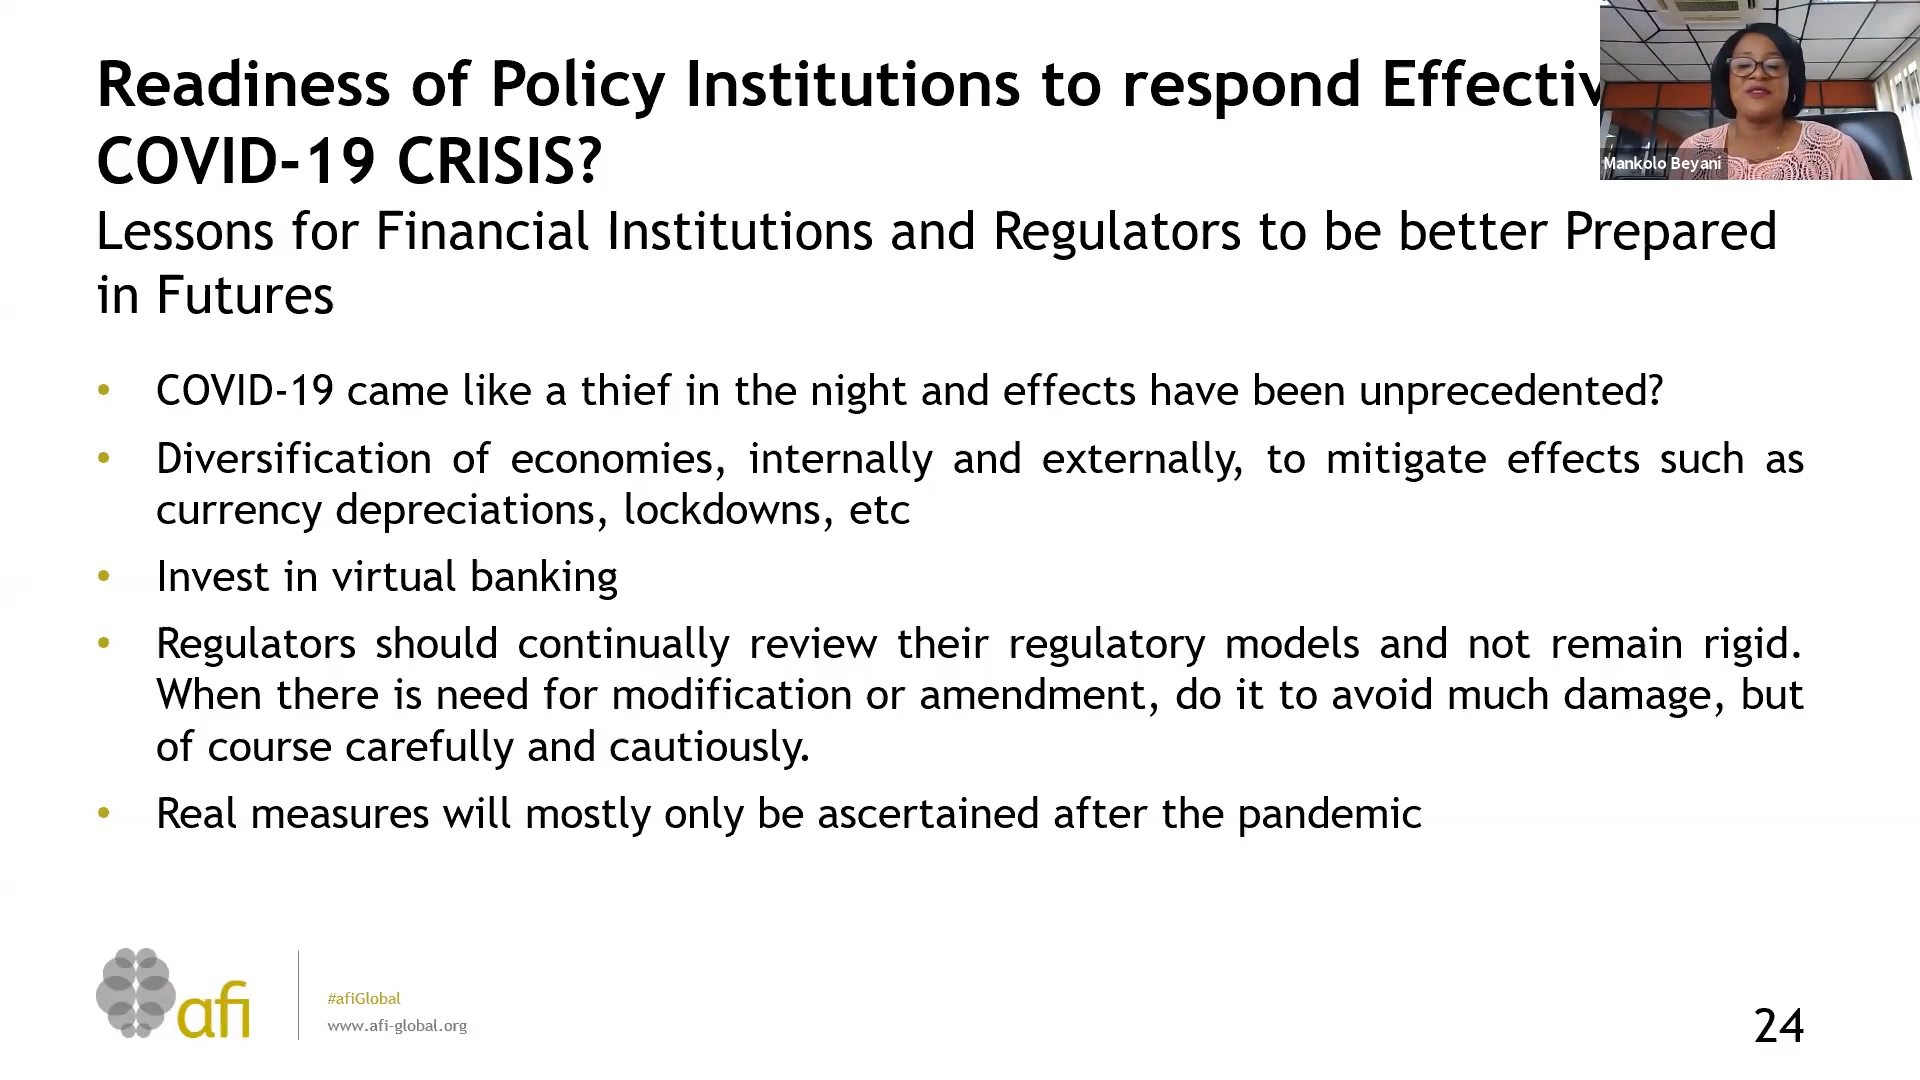 Readiness of Policy Institutions to respond Effectiv
COVID-19 CRISIS?
Lessons for Financial Institutions and Regulators to be better Prepared
in Futures
Mankolo Beyani
• COVID-19 came like a thief in the night and effects have been unprecedented?
• Diversification of economies, internally and externally, to mitigate effects such as
currency depreciations, lockdowns, etc
• Invest in virtual banking
• Regulators should continually review their regulatory models and not remain rigid.
When there is need for modification or amendment, do it to avoid much damage, but
of course carefully and cautiously.
• Real measures will mostly only be ascertained after the pandemic
afi
#afiGlobal
www.afi-global.org
24